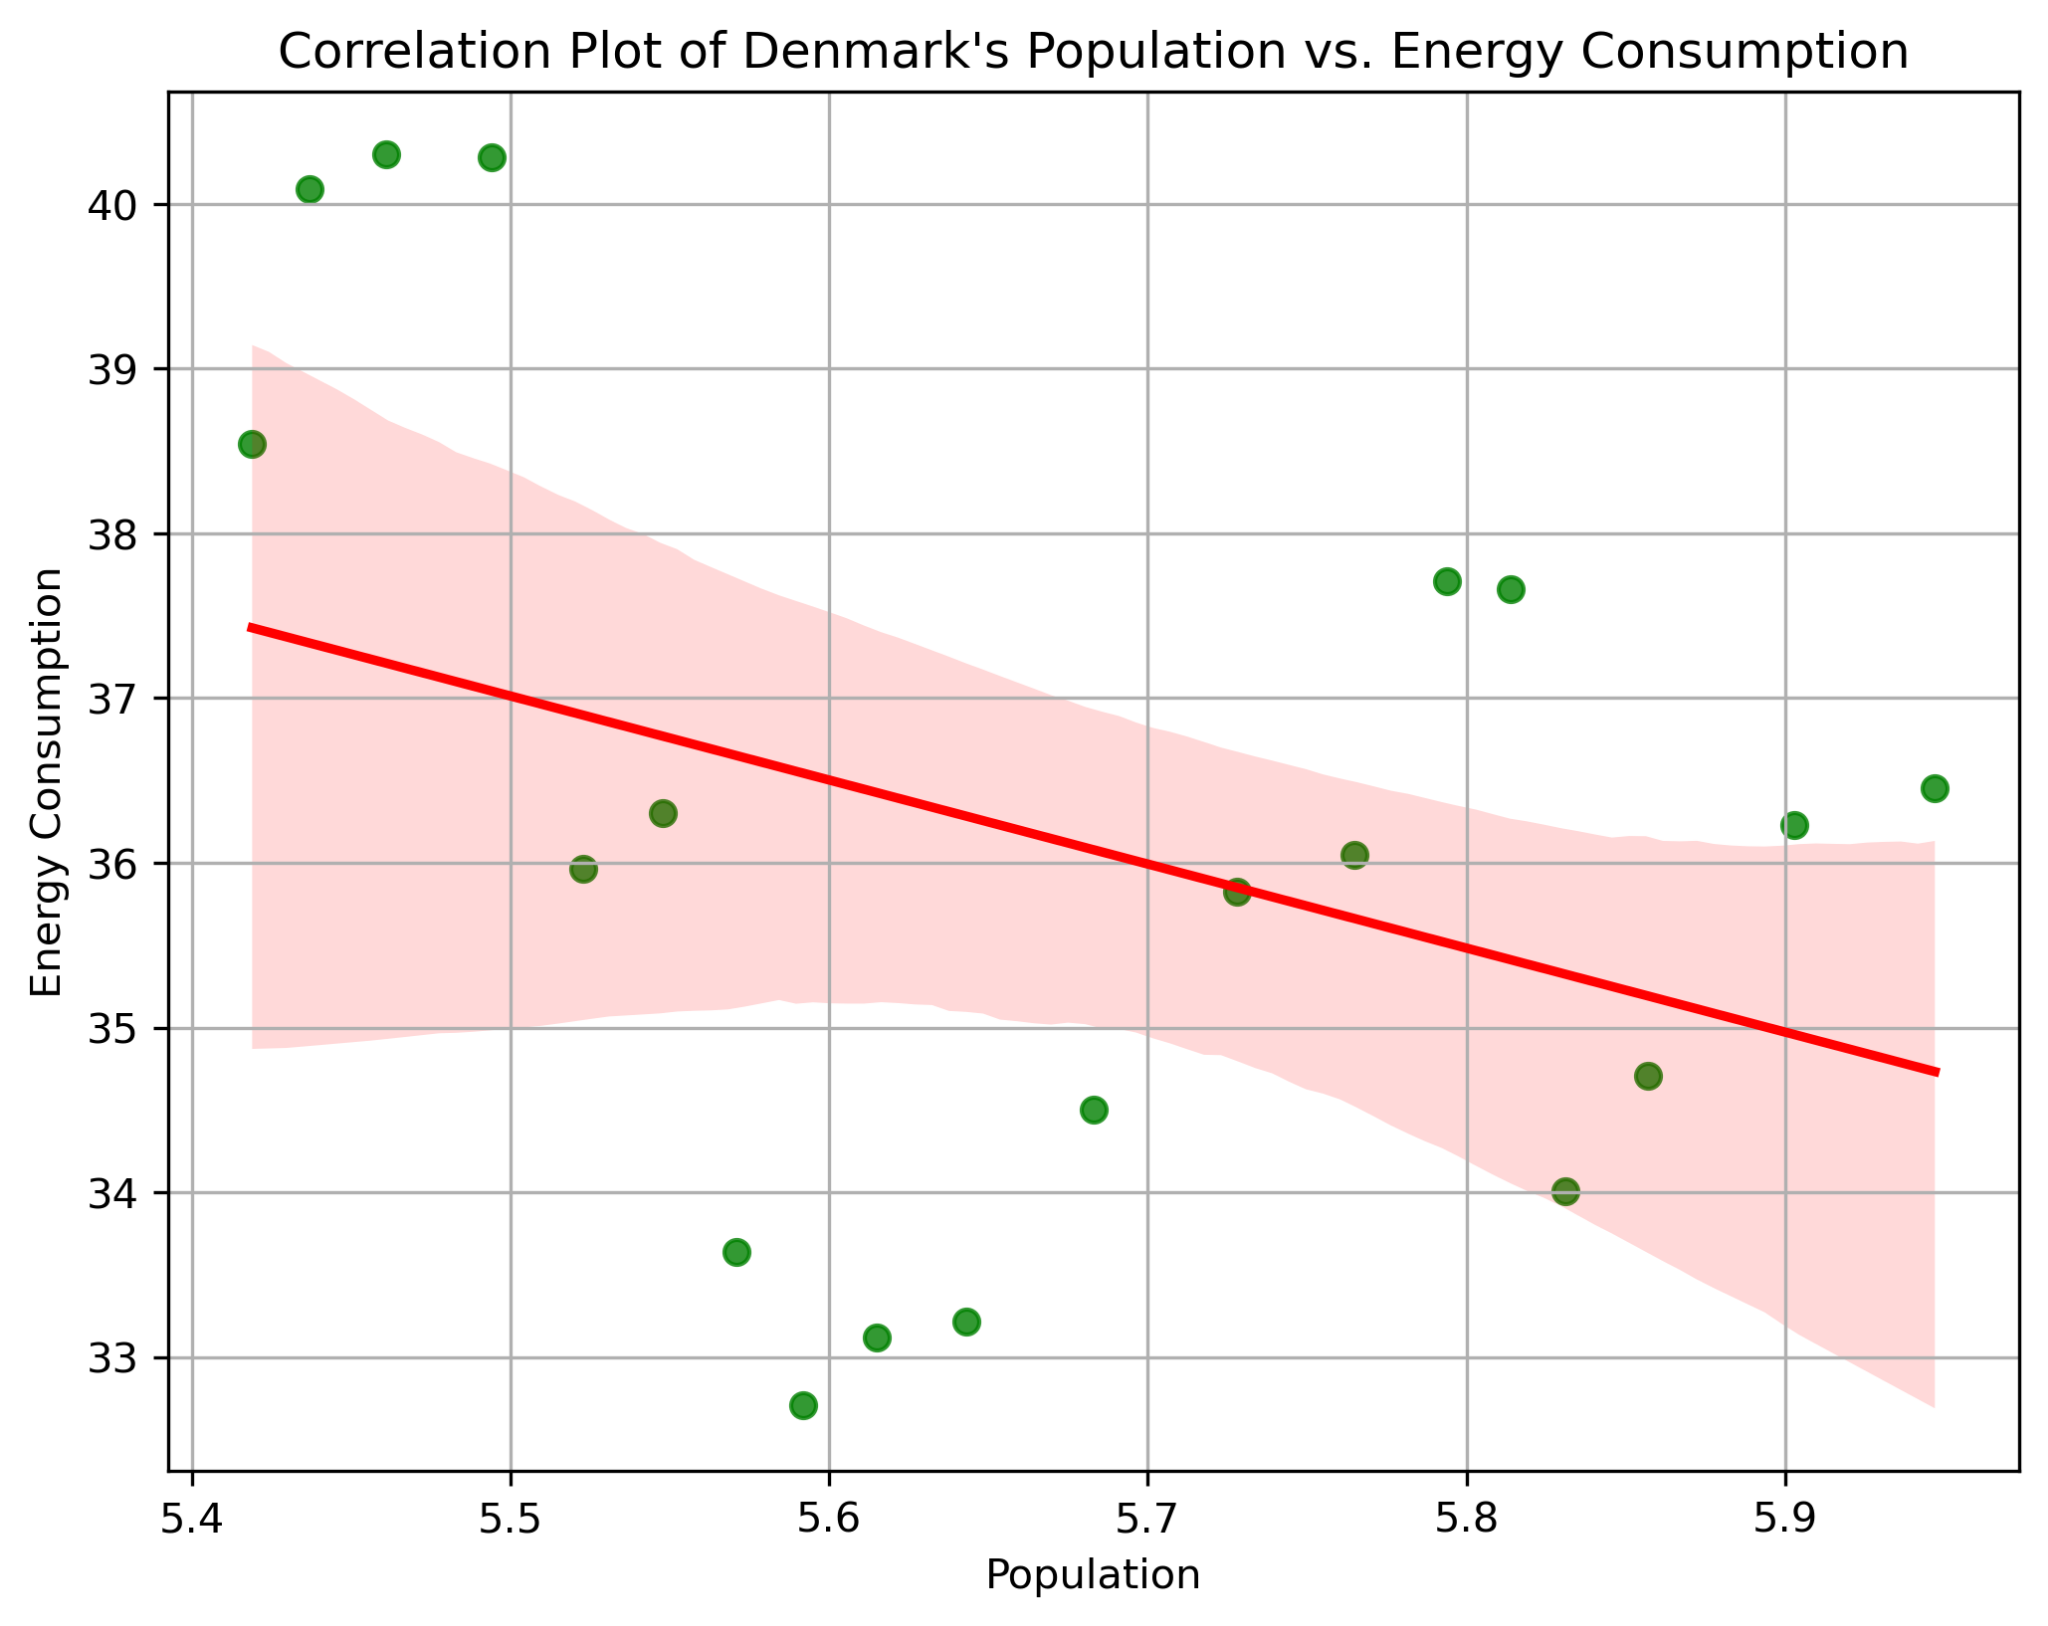 Correlation Plot of Denmark's Population vs. Energy Consumption
Energy Consumption
40
39
38
37
36
35
34
33
5.4 5.5 5.6 5.7 5.8 5.9
Population